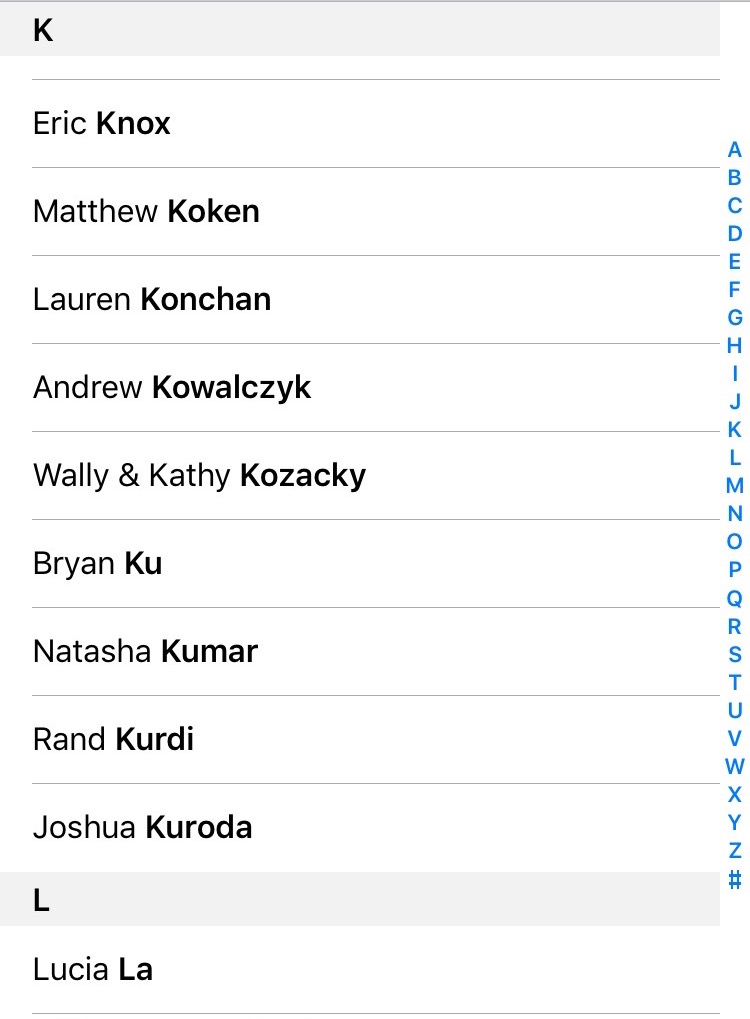 K
Eric Knox
Matthew Koken
Lauren Konchan
Andrew Kowalczyk
Wally & Kathy Kozacky
Bryan Ku
Natasha Kumar
Rand Kurdi
Joshua Kuroda
L
Lucia La
A
B
C
D
E
F
G
H
I
J
K
L
M
N
O
P
Q
R
S
T
U
V
W
X
Y
Z
#